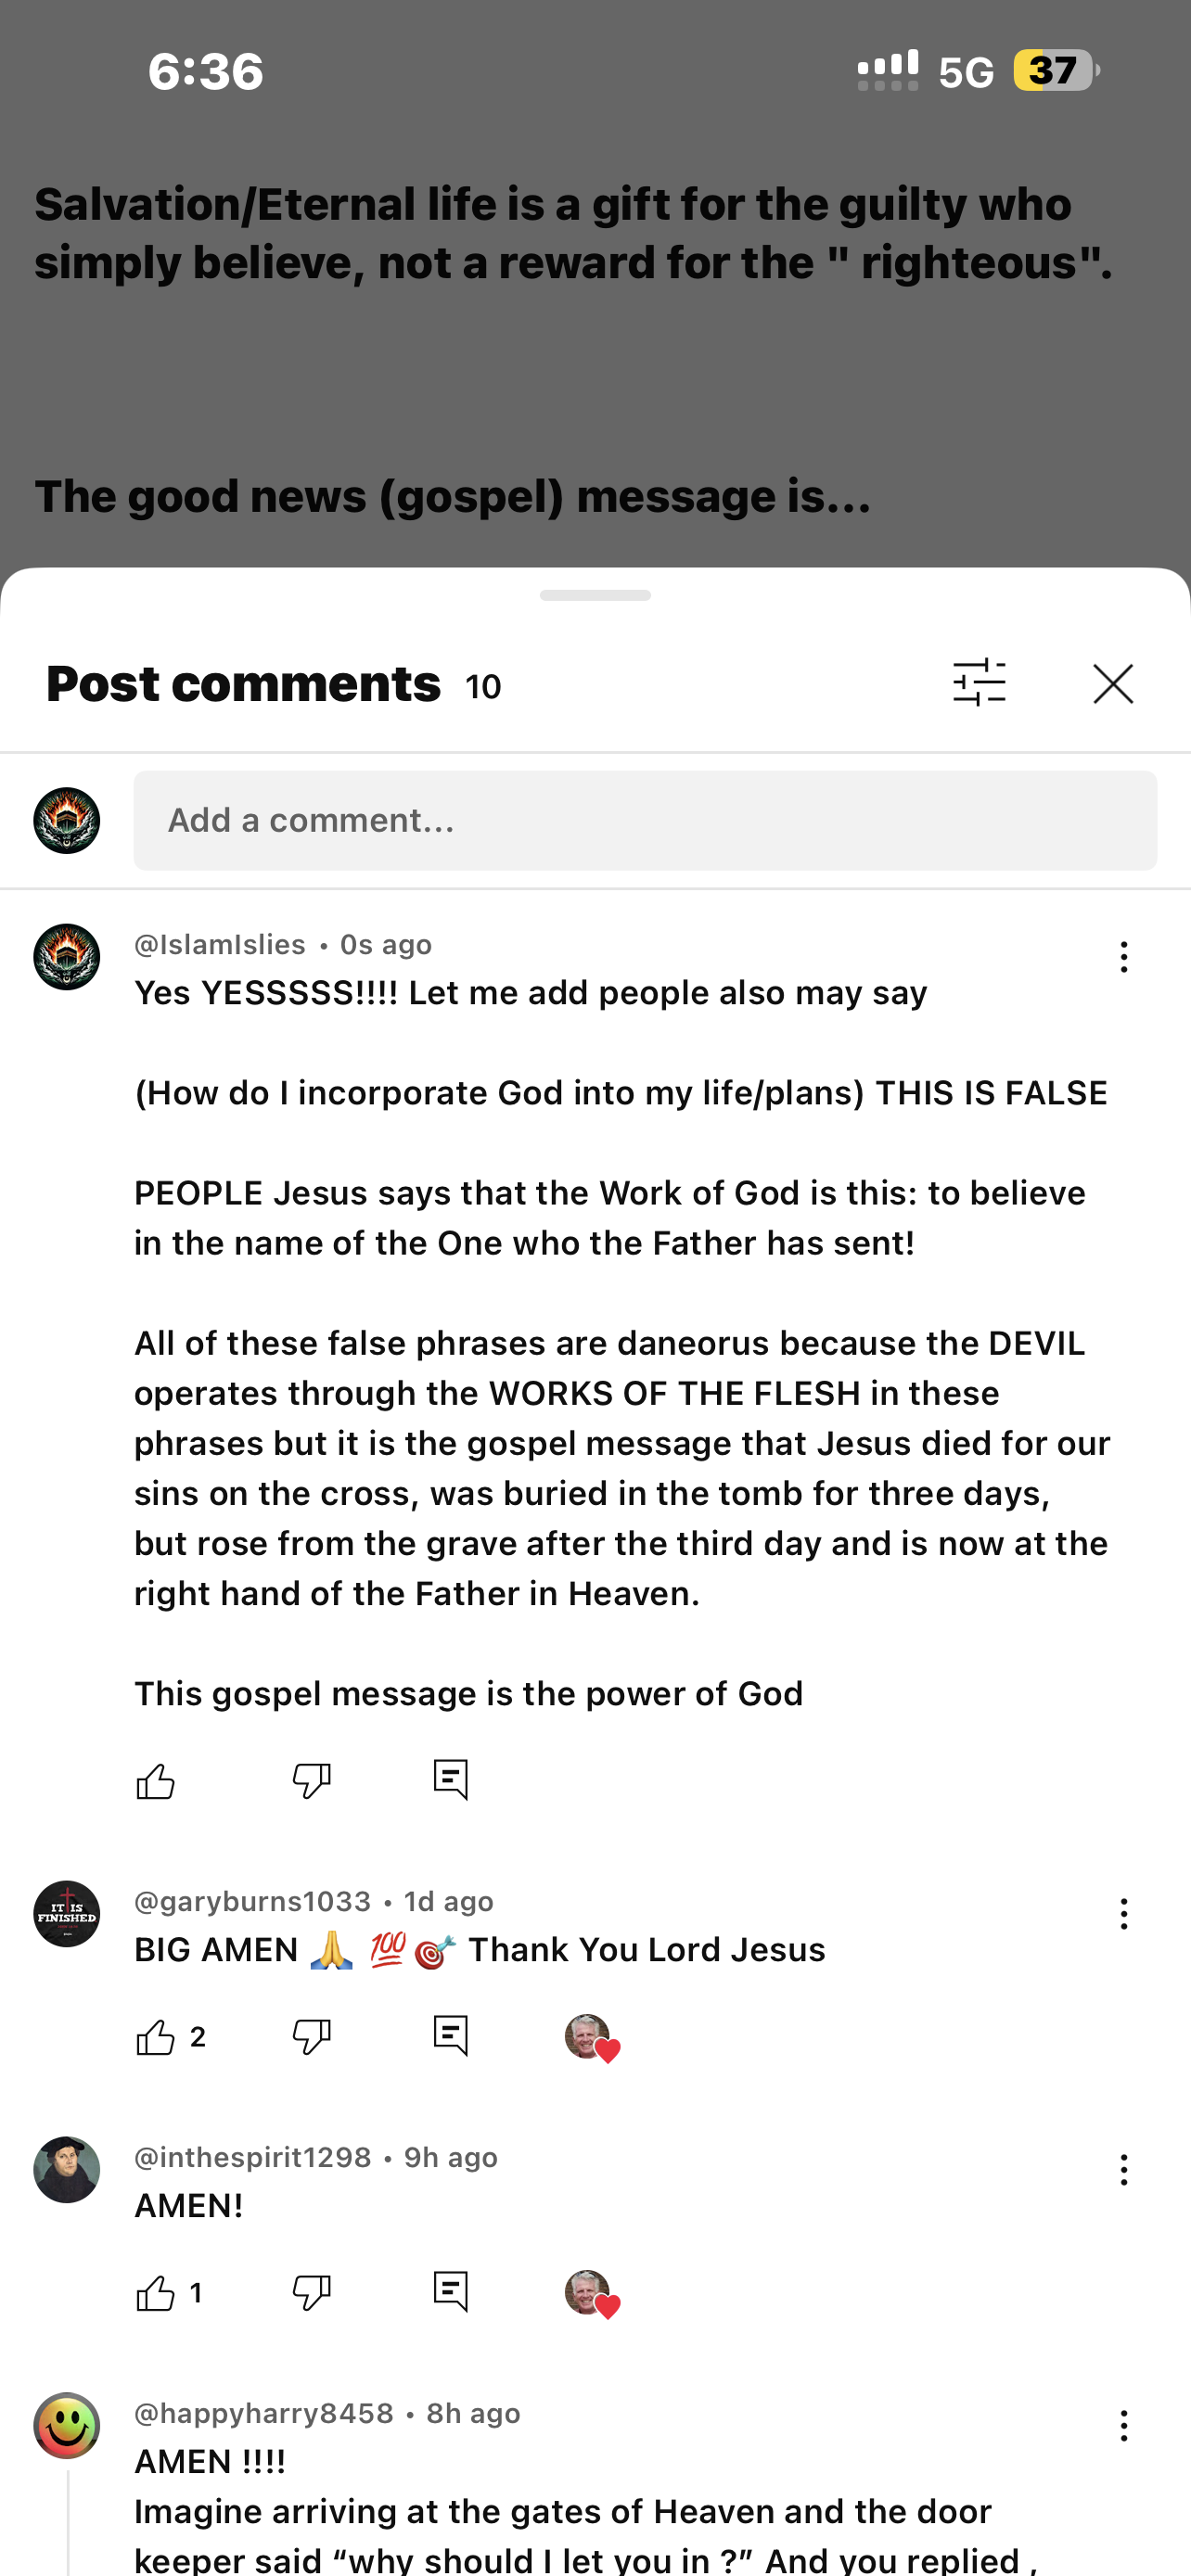 6:36
5G
37
Salvation/Eternal life is a gift for the guilty who
simply believe, not a reward for the " righteous".
The good news (gospel) message is...
Post comments 10
Add a comment...
@IslamIslies • 0s ago
Yes YESSSSS!!!! Let me add people also may say
(How do I incorporate God into my life/plans) THIS IS FALSE
PEOPLE Jesus says that the Work of God is this: to believe
in the name of the One who the Father has sent!
All of these false phrases are daneorus because the DEVIL
operates through the WORKS OF THE FLESH in these
phrases but it is the gospel message that Jesus died for our
sins on the cross, was buried in the tomb for three days,
but rose from the grave after the third day and is now at the
right hand of the Father in Heaven.
This gospel message is the power of God
IT IS
FINISHED
@garyburns1033 • 1d ago
BIG AMEN 🙏 💯🎯 Thank You Lord Jesus
2
@inthespirit1298 • 9h ago
AMEN!
1
@happyharry8458 • 8h ago
AMEN !!!!
Imagine arriving at the gates of Heaven and the door
keeper said “why should I let you in ?” And you replied ,